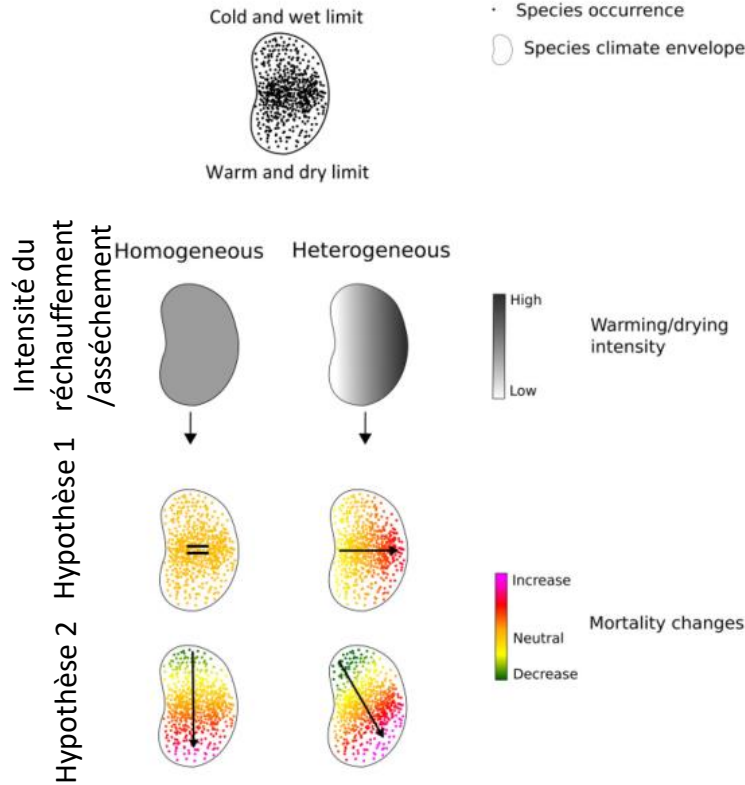 Cold and wet limit
Species occurrence
Species climate envelope
Warm and dry limit
Intensité du
réchauffement
/asséchement
Homogeneous
Heterogeneous
High
Low
Warming/drying
intensity
Hypothèse 1
=
Hypothèse 2
Increase
Neutral
Decrease
Mortality changes